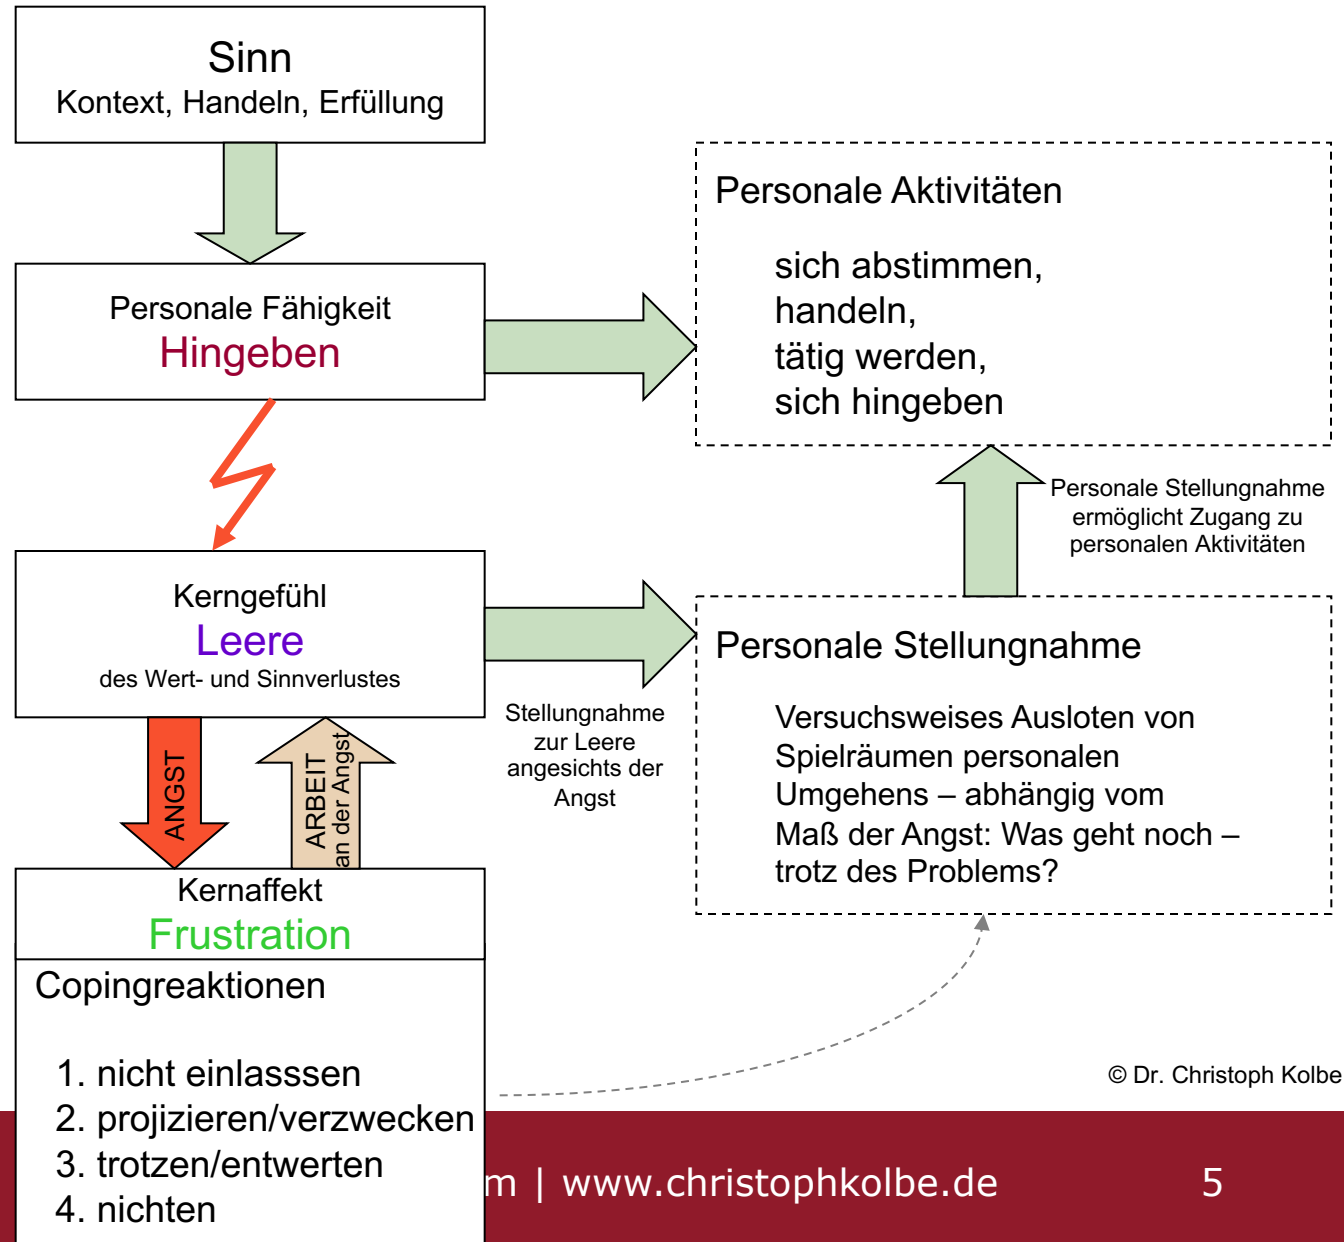 Sinn
Kontext, Handeln, Erfüllung
Personale Fähigkeit
Hingeben
Personale Aktivitäten
sich abstimmen,
handeln,
tätig werden,
sich hingeben
Personale Stellungnahme
ermöglicht Zugang zu
personalen Aktivitäten
Kerngefühl
Leere
des Wert- und Sinnverlustes
Stellungnahme
zur Leere
angesichts der
Angst
Personale Stellungnahme
Versuchsweises Ausloten von
Spielräumen personalen
Umgehens – abhängig vom
Maß der Angst: Was geht noch –
trotz des Problems?
ANGST
ARBEIT
an der Angst
Kernaffekt
Frustration
Copingreaktionen
1. nicht einlasssen
2. projizieren/verzwecken
3. trotzen/entwerten
4. nichten
© Dr. Christoph Kolbe
m | www.christophkolbe.de
5